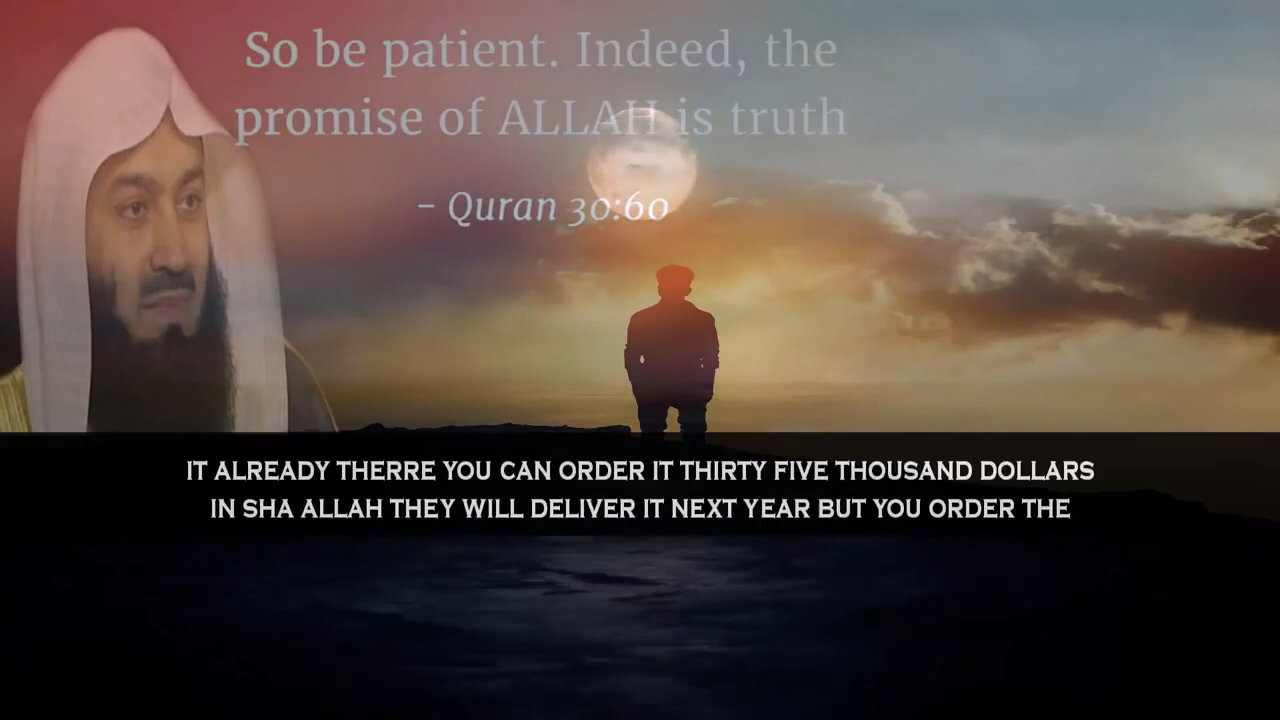 So be patient. Indeed, the
promise of ALLAH is truth
– Quran 30:60
IT ALREADY THERRE YOU CAN ORDER IT THIRTY FIVE THOUSAND DOLLARS
IN SHA ALLAH THEY WILL DELIVER IT NEXT YEAR BUT YOU ORDER THE